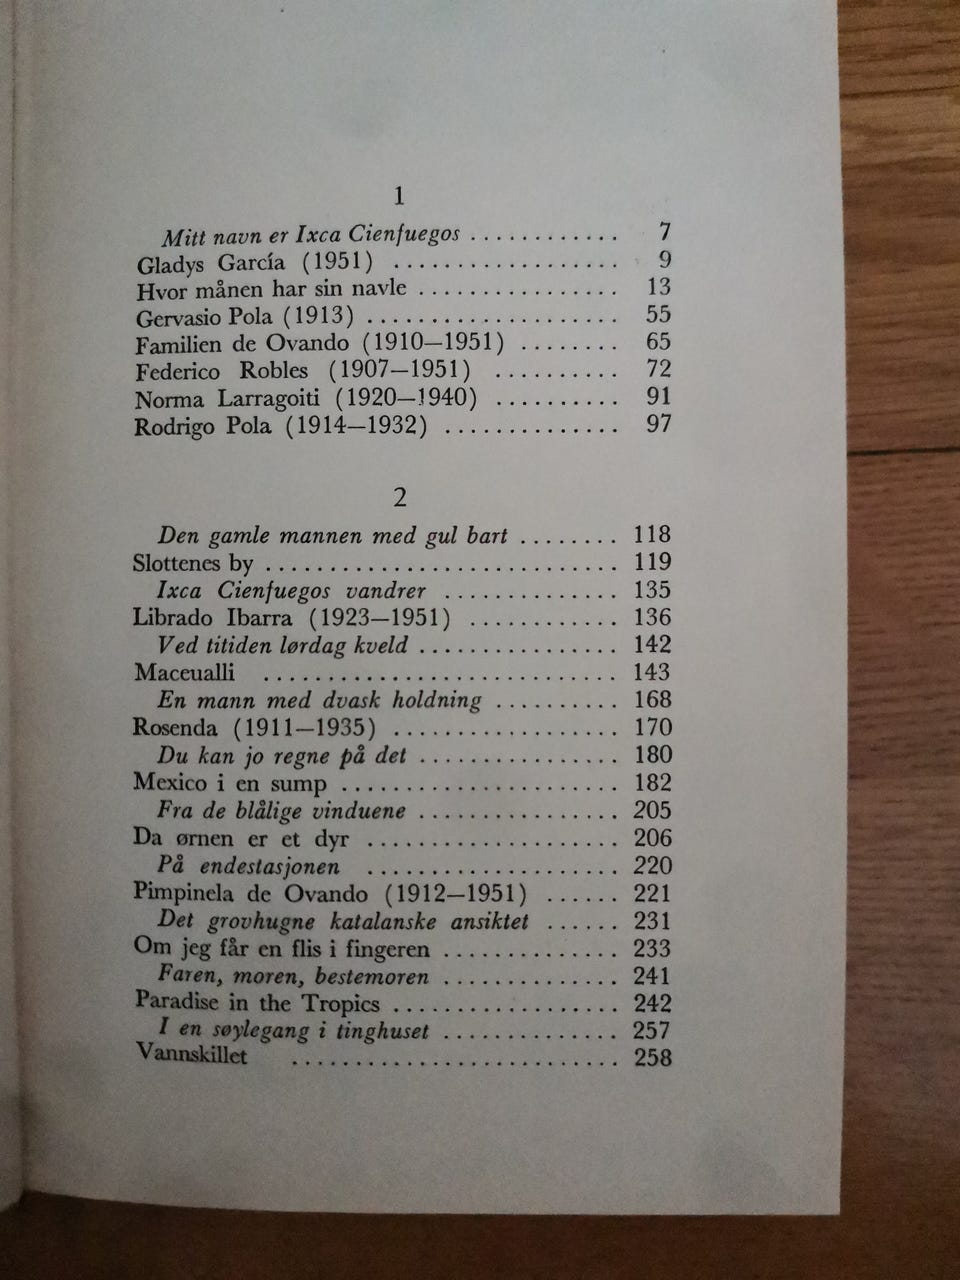 1
Mitt navn er Ixca Cienfuegos . . . . . . . . . . . . 7
Gladys García (1951) . . . . . . . . . . . . . . . . . . 9
Hvor månen har sin navle . . . . . . . . . . . . . . . . 13
Gervasio Pola (1913) . . . . . . . . . . . . . . . . . . . . 55
Familien de Ovando (1910—1951) . . . . . . . . 65
Federico Robles (1907—1951) . . . . . . . . . . 72
Norma Larragoiti (1920—1940) . . . . . . . . . . 91
Rodrigo Pola (1914—1932) . . . . . . . . . . . . . . 97
2
Den gamle mannen med gul bart . . . . . . . . 118
Slottenes by . . . . . . . . . . . . . . . . . . . . . . . . . . . . 119
Ixca Cienfuegos vandrer . . . . . . . . . . . . . . 135
Librado Ibarra (1923—1951) . . . . . . . . . . . . 136
Ved titiden lørdag kveld . . . . . . . . . . . . . . . . 142
Maceualli . . . . . . . . . . . . . . . . . . . . . . . . . . . . 143
En mann med dvask holdning . . . . . . . . . . 168
Rosenda (1911—1935) . . . . . . . . . . . . . . . . . . 170
Du kan jo regne på det . . . . . . . . . . . . . . . . 180
Mexico i en sump . . . . . . . . . . . . . . . . . . . . . . 182
Fra de blålige vinduene . . . . . . . . . . . . . . . . 205
Da ørnen er et dyr . . . . . . . . . . . . . . . . . . . . 206
På endestasjonen . . . . . . . . . . . . . . . . . . . . 220
Pimpinela de Ovando (1912—1951) . . . . . . 221
Det grovhugne katalanske ansiktet . . . . . . 231
Om jeg får en flis i fingeren . . . . . . . . . . . . . . 233
Faren, moren, bestemoren . . . . . . . . . . . . . . 241
Paradise in the Tropics . . . . . . . . . . . . . . . . . . 242
I en søylegang i tinghuset . . . . . . . . . . . . . . 257
Vannskillet . . . . . . . . . . . . . . . . . . . . . . . . . . 258